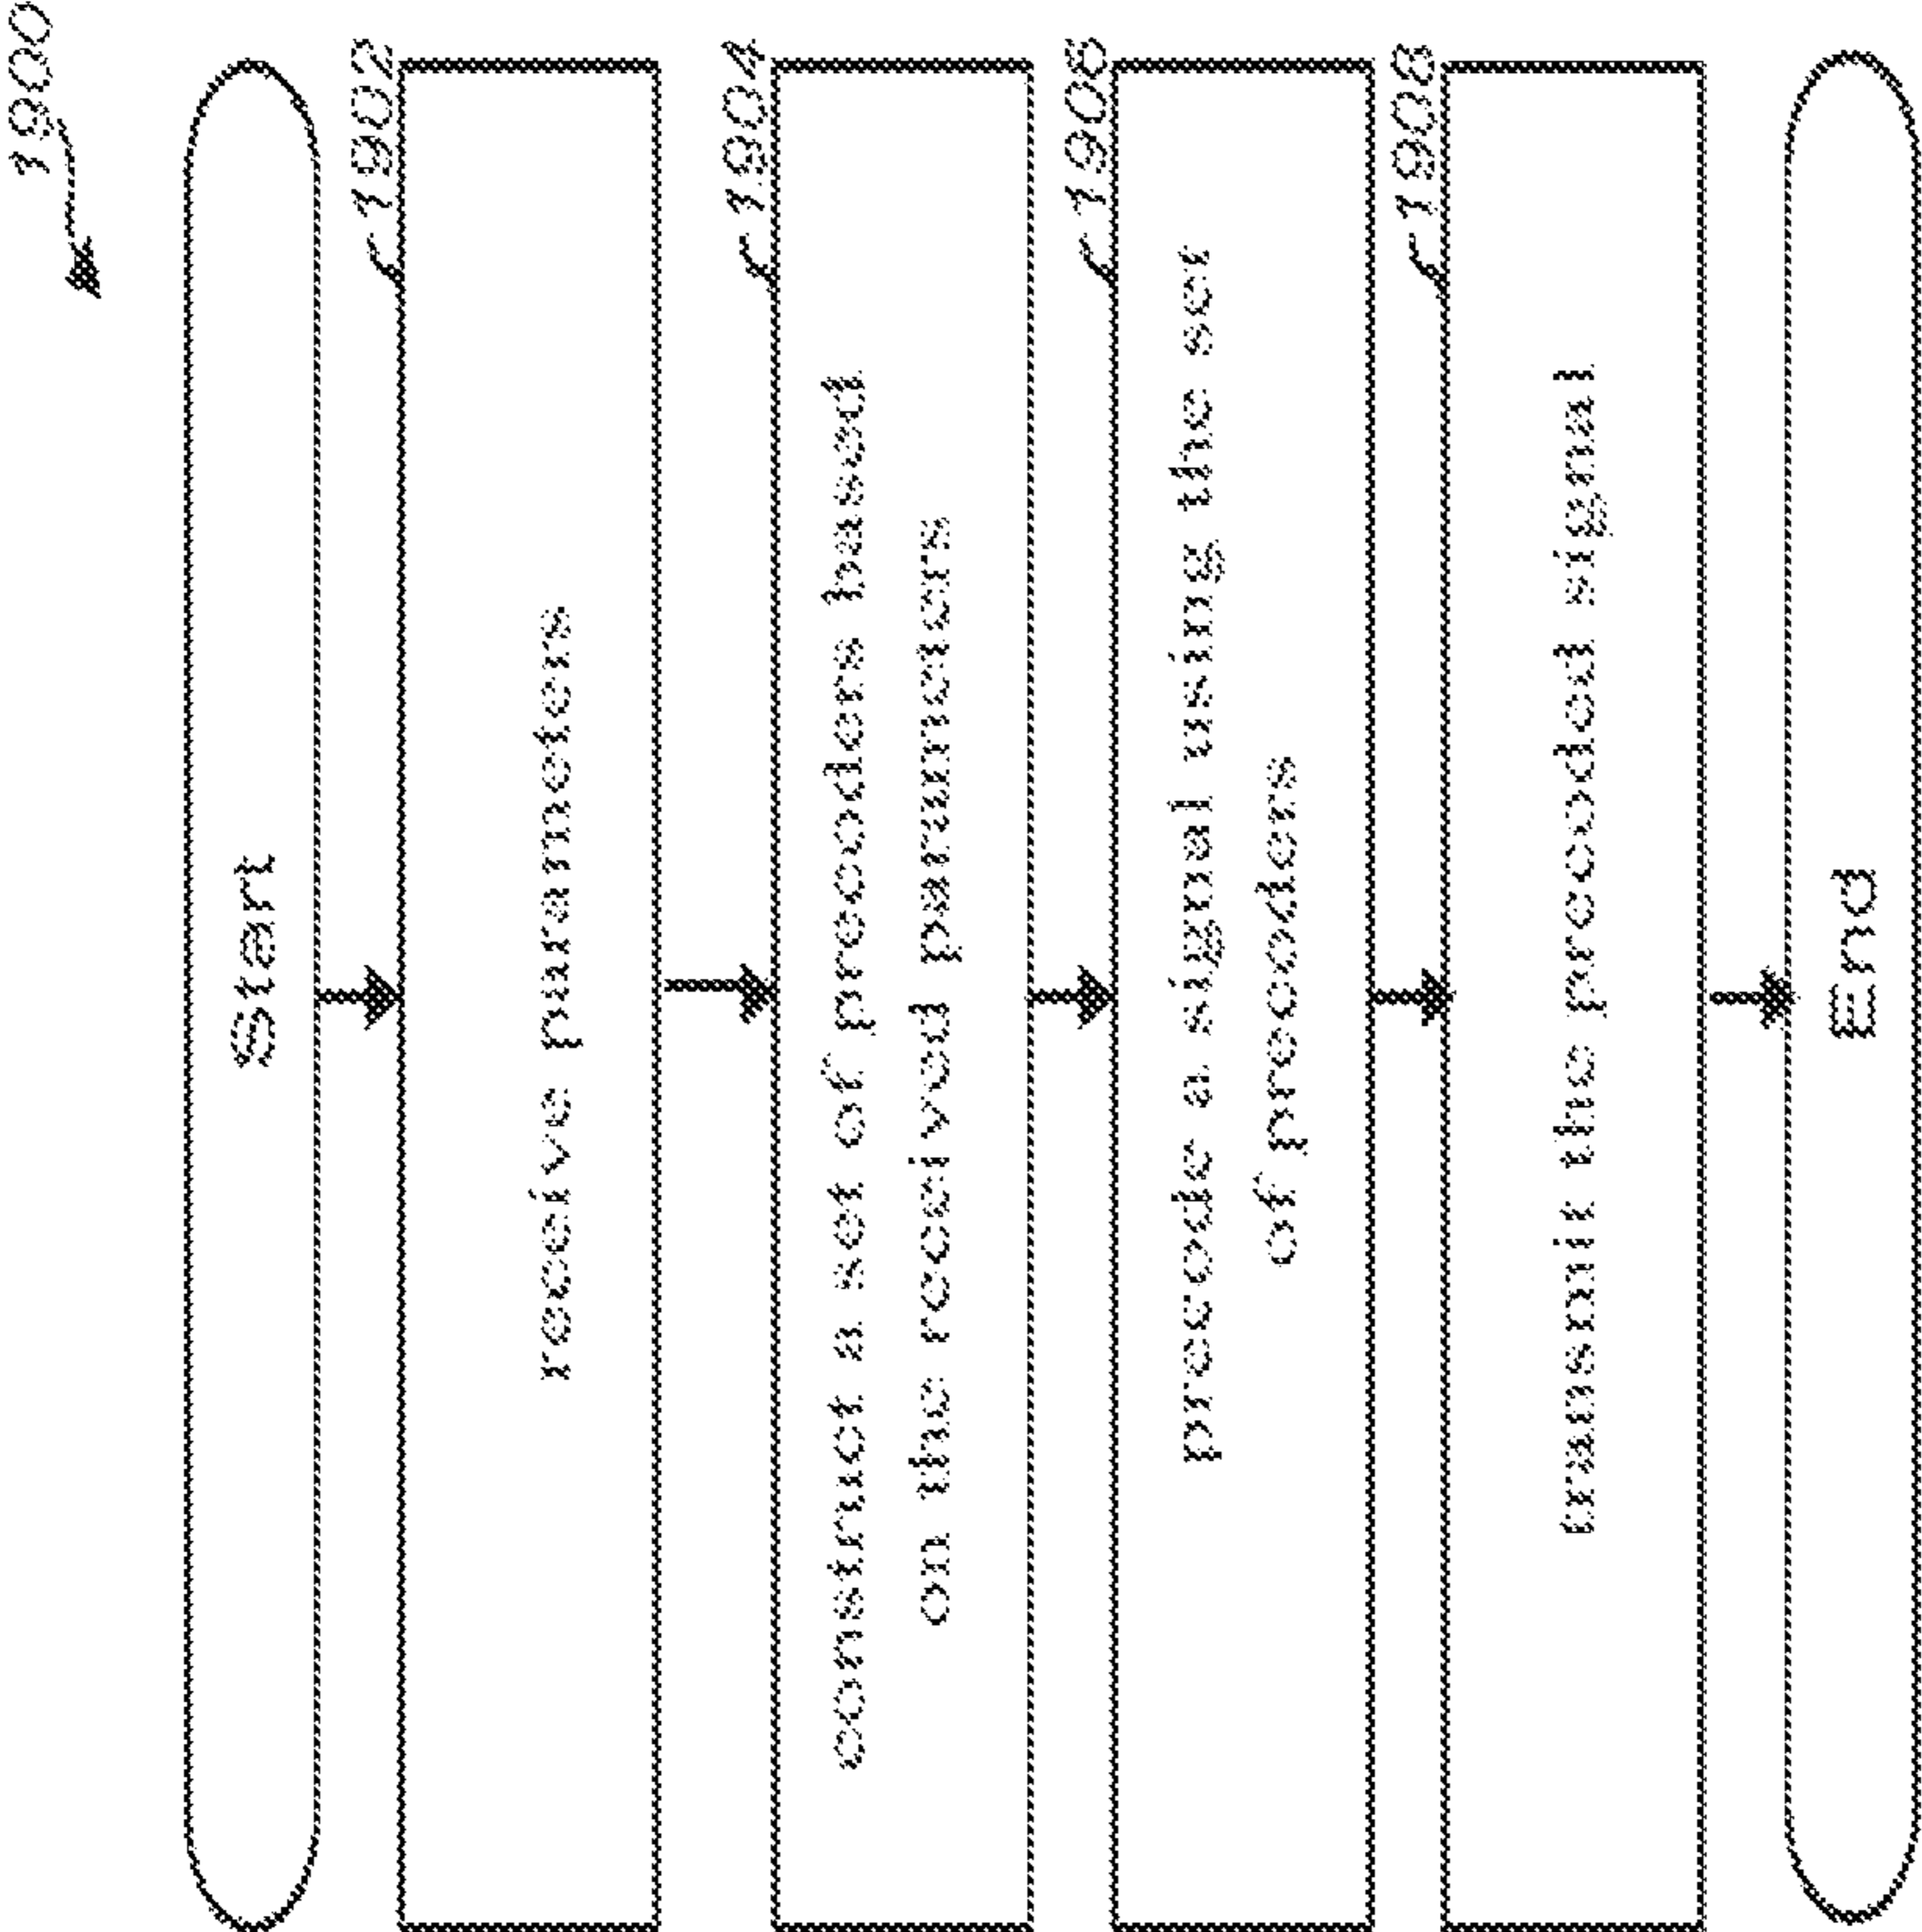 1900
Start
1902
receive parameters
1904
construct a set of precoders based
on the received parameters
1906
precode a signal using the set
of precoders
1908
transmit the precoded signal
End